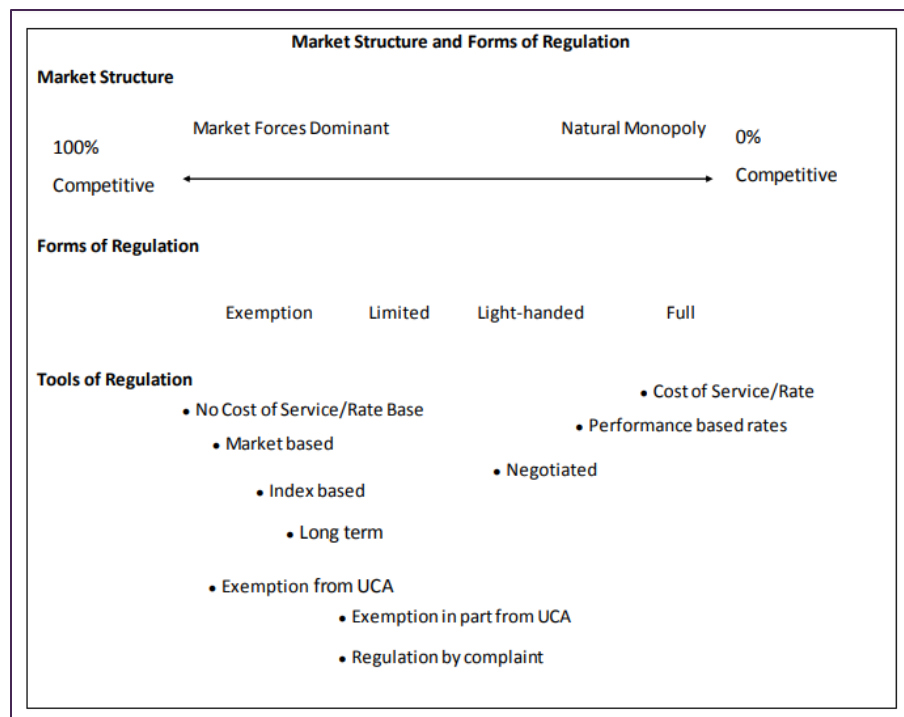 Market Structure and Forms of Regulation
Market Structure
Market Forces Dominant Natural Monopoly
100% 0%
Competitive Competitive
Forms of Regulation
Exemption Limited Light-handed Full
Tools of Regulation
• Cost of Service/Rate
• No Cost of Service/Rate Base
• Performance based rates
• Market based
• Negotiated
• Index based
• Long term
• Exemption from UCA
• Exemption in part from UCA
• Regulation by complaint